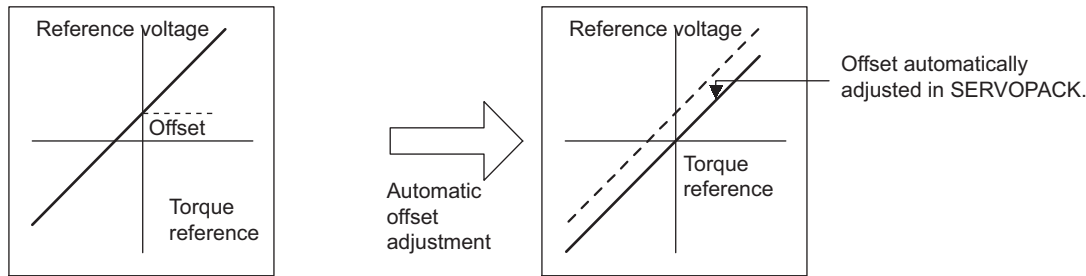 Reference voltage
Offset
Torque
reference
Automatic
offset
adjustment
Reference voltage
Torque
reference
Offset automatically
adjusted in SERVOPACK.